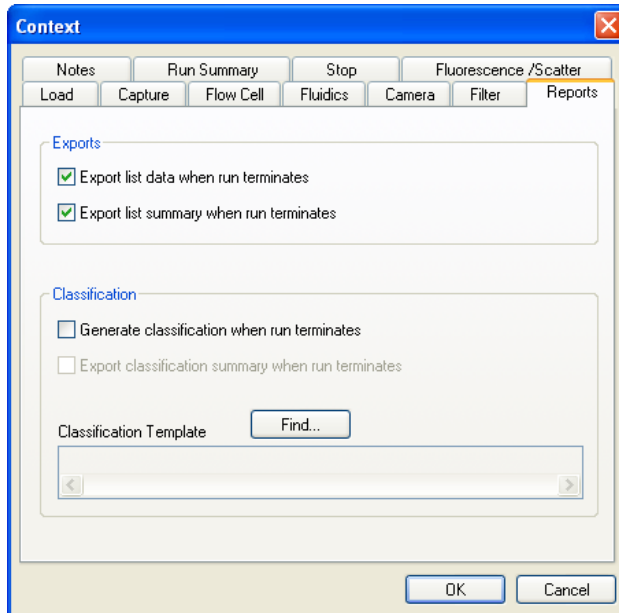 Context
Notes Run Summary Stop Fluorescence /Scatter
Load Capture Flow Cell Fluidics Camera Filter Reports
Exports
Export list data when run terminates
Export list summary when run terminates
Classification
Generate classification when run terminates
Export classification summary when run terminates
Classification Template Find...
OK Cancel